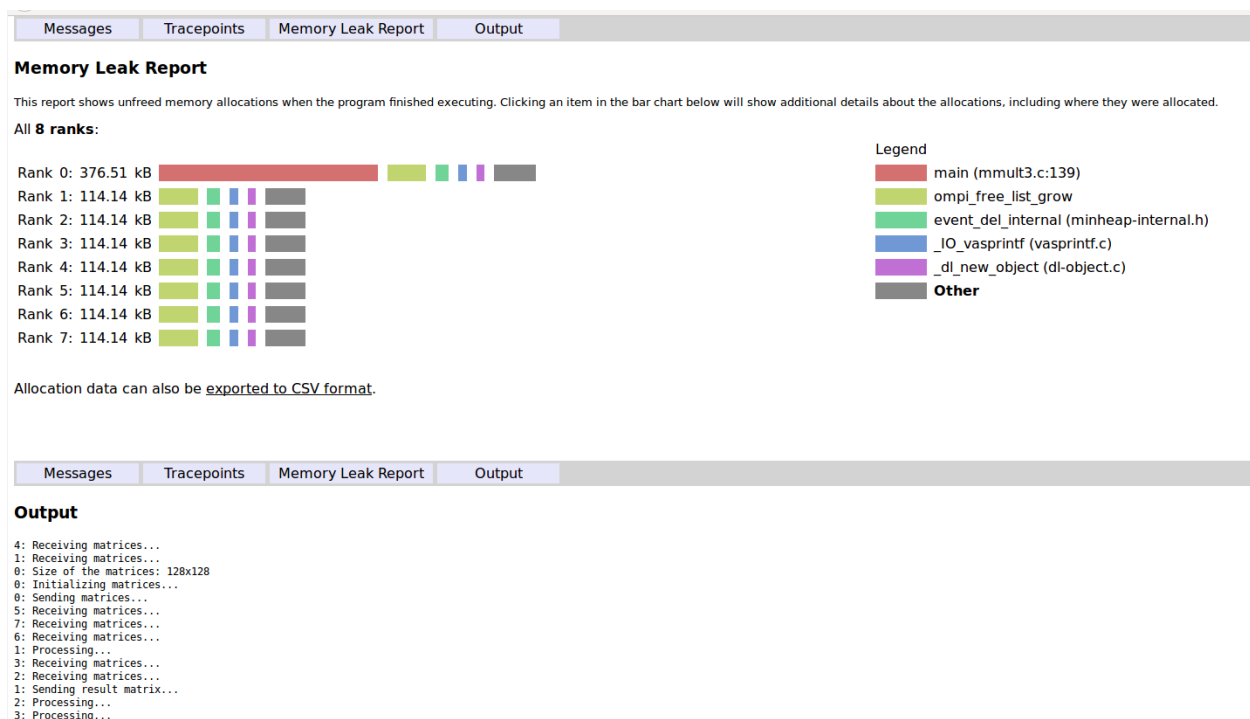 Messages Tracepoints Memory Leak Report Output
Memory Leak Report
This report shows unfreed memory allocations when the program finished executing. Clicking an item in the bar chart below will show additional details about the allocations, including where they were allocated.
All 8 ranks:
Rank 0: 376.51 kB
Rank 1: 114.14 kB
Rank 2: 114.14 kB
Rank 3: 114.14 kB
Rank 4: 114.14 kB
Rank 5: 114.14 kB
Rank 6: 114.14 kB
Rank 7: 114.14 kB
Legend
main (mmult3.c:139)
ompi_free_list_grow
event_del_internal (minheap-internal.h)
_IO_vasprintf (vasprintf.c)
_dl_new_object (dl-object.c)
Other
Allocation data can also be exported to CSV format.
Messages Tracepoints Memory Leak Report Output
Output
4: Receiving matrices...
1: Receiving matrices...
0: Size of the matrices: 128x128
0: Initializing matrices...
0: Sending matrices...
5: Receiving matrices...
7: Receiving matrices...
6: Receiving matrices...
1: Processing...
3: Receiving matrices...
2: Receiving matrices...
1: Sending result matrix...
2: Processing...
3: Processing...